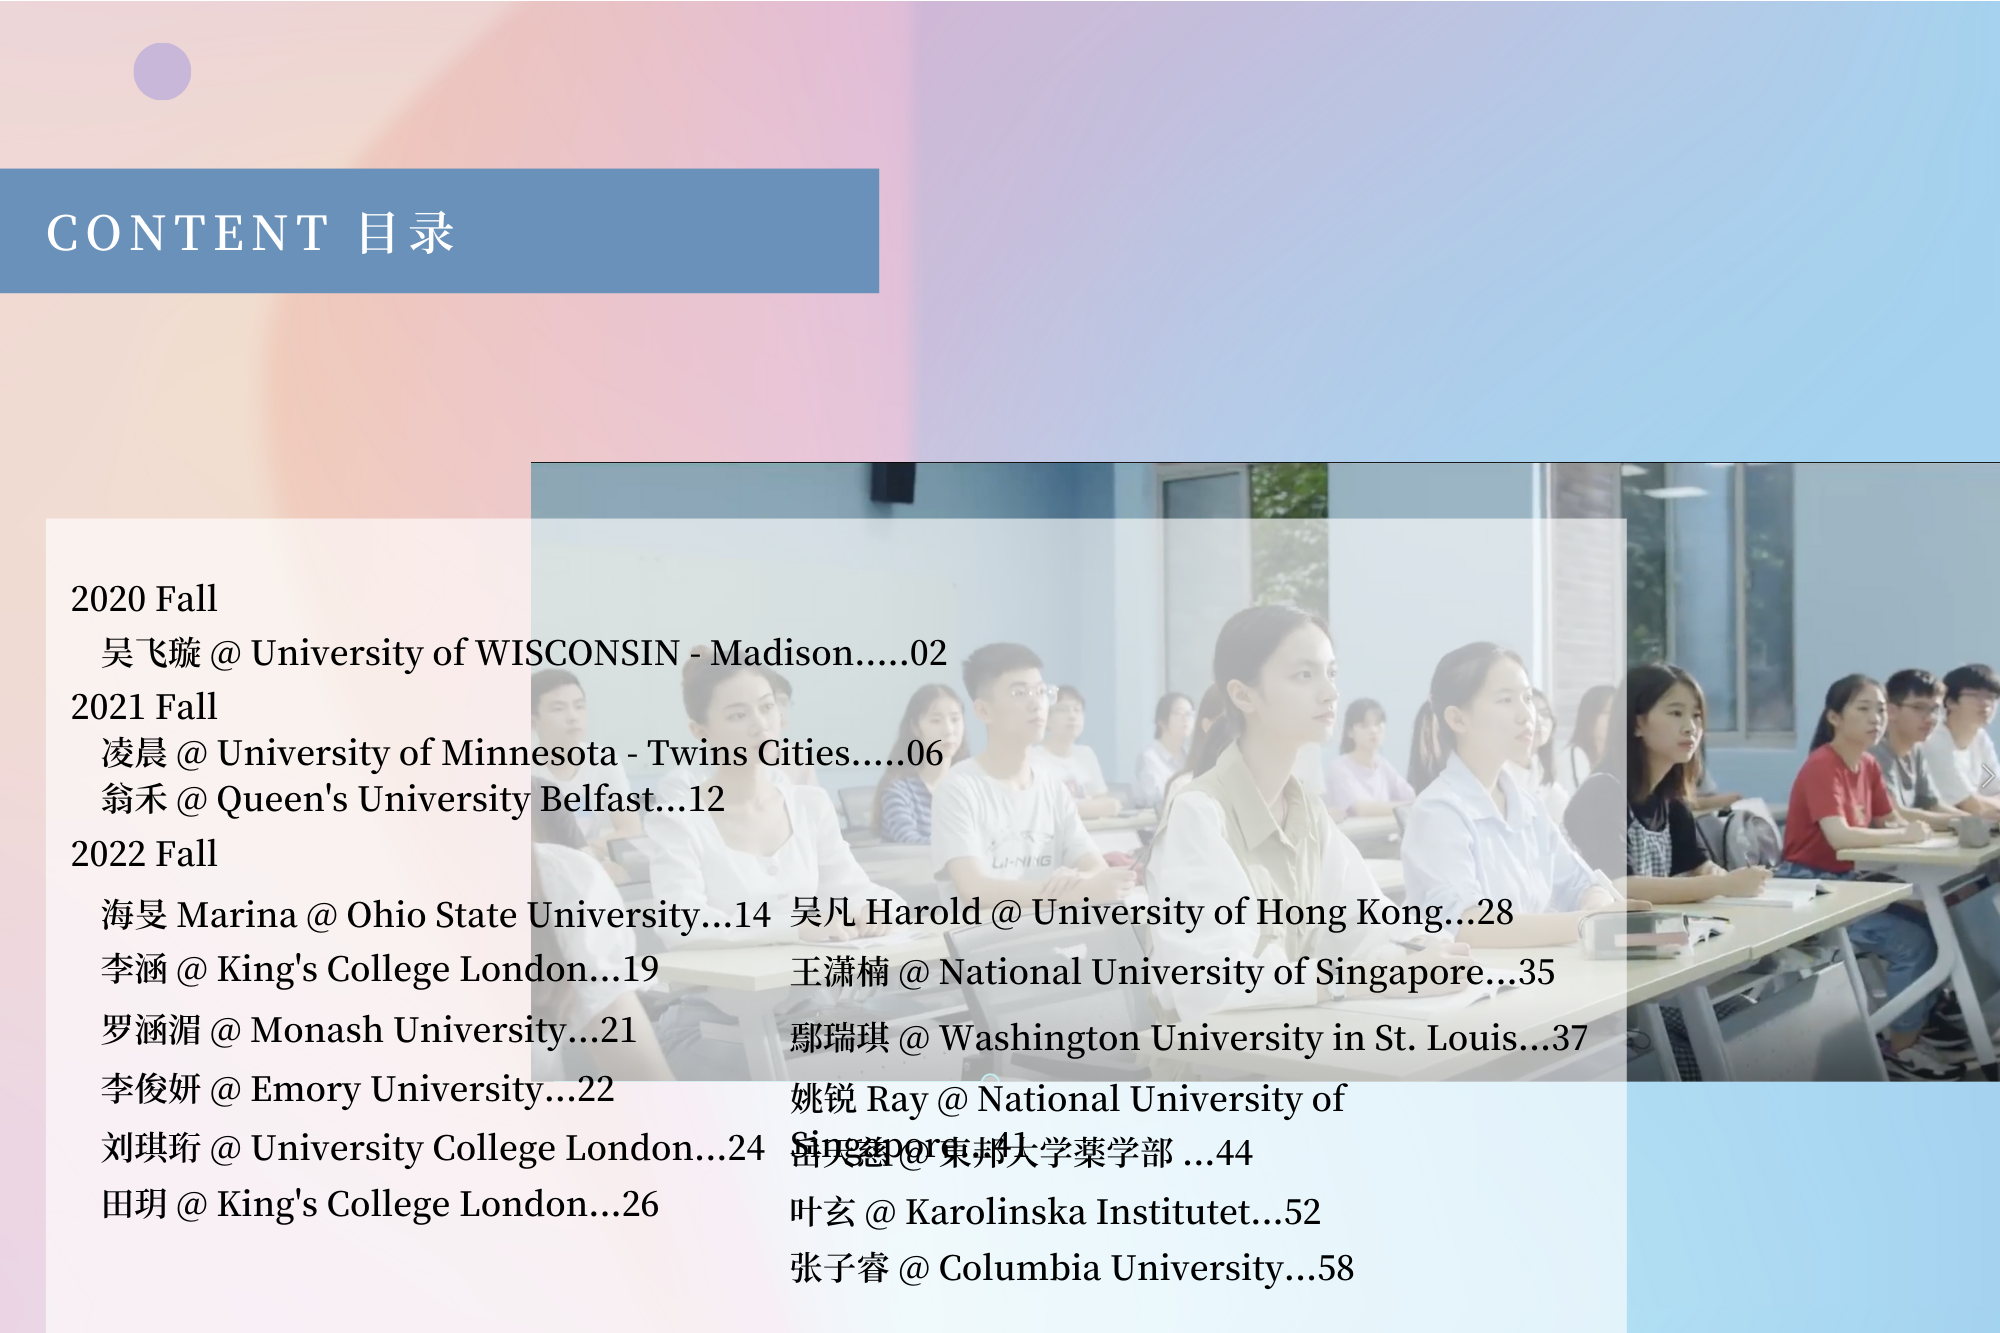 CONTENT 目录
2020 Fall
吴飞璇 @ University of WISCONSIN - Madison.....02
2021 Fall
凌晨 @ University of Minnesota - Twins Cities.....06
翁禾 @ Queen's University Belfast...12
2022 Fall
海旻 Marina @ Ohio State University...14
李涵 @ King's College London...19
罗涵湄 @ Monash University...21
李俊妍 @ Emory University...22
刘琪珩 @ University College London...24
田玥 @ King's College London...26
吴凡 Harold @ University of Hong Kong...28
王潇楠 @ National University of Singapore...35
鄢瑞琪 @ Washington University in St. Louis...37
姚锐 Ray @ National University of
Singapore...41
@ 東邦大学薬学部 ...44
叶玄 @ Karolinska Institutet...52
张子睿 @ Columbia University...58
LI-NING